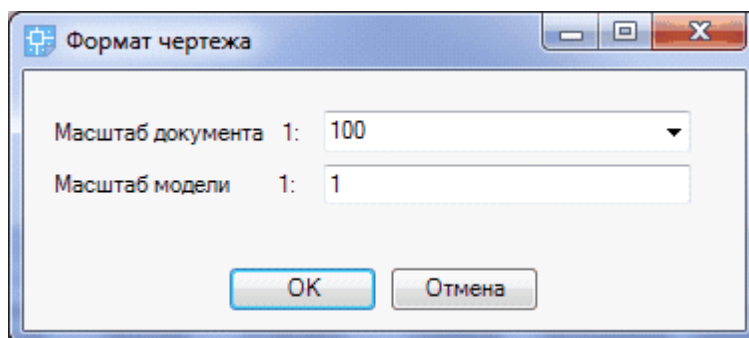 Формат чертежа
Масштаб документа 1: 100
Масштаб модели 1: 1
OK Отмена